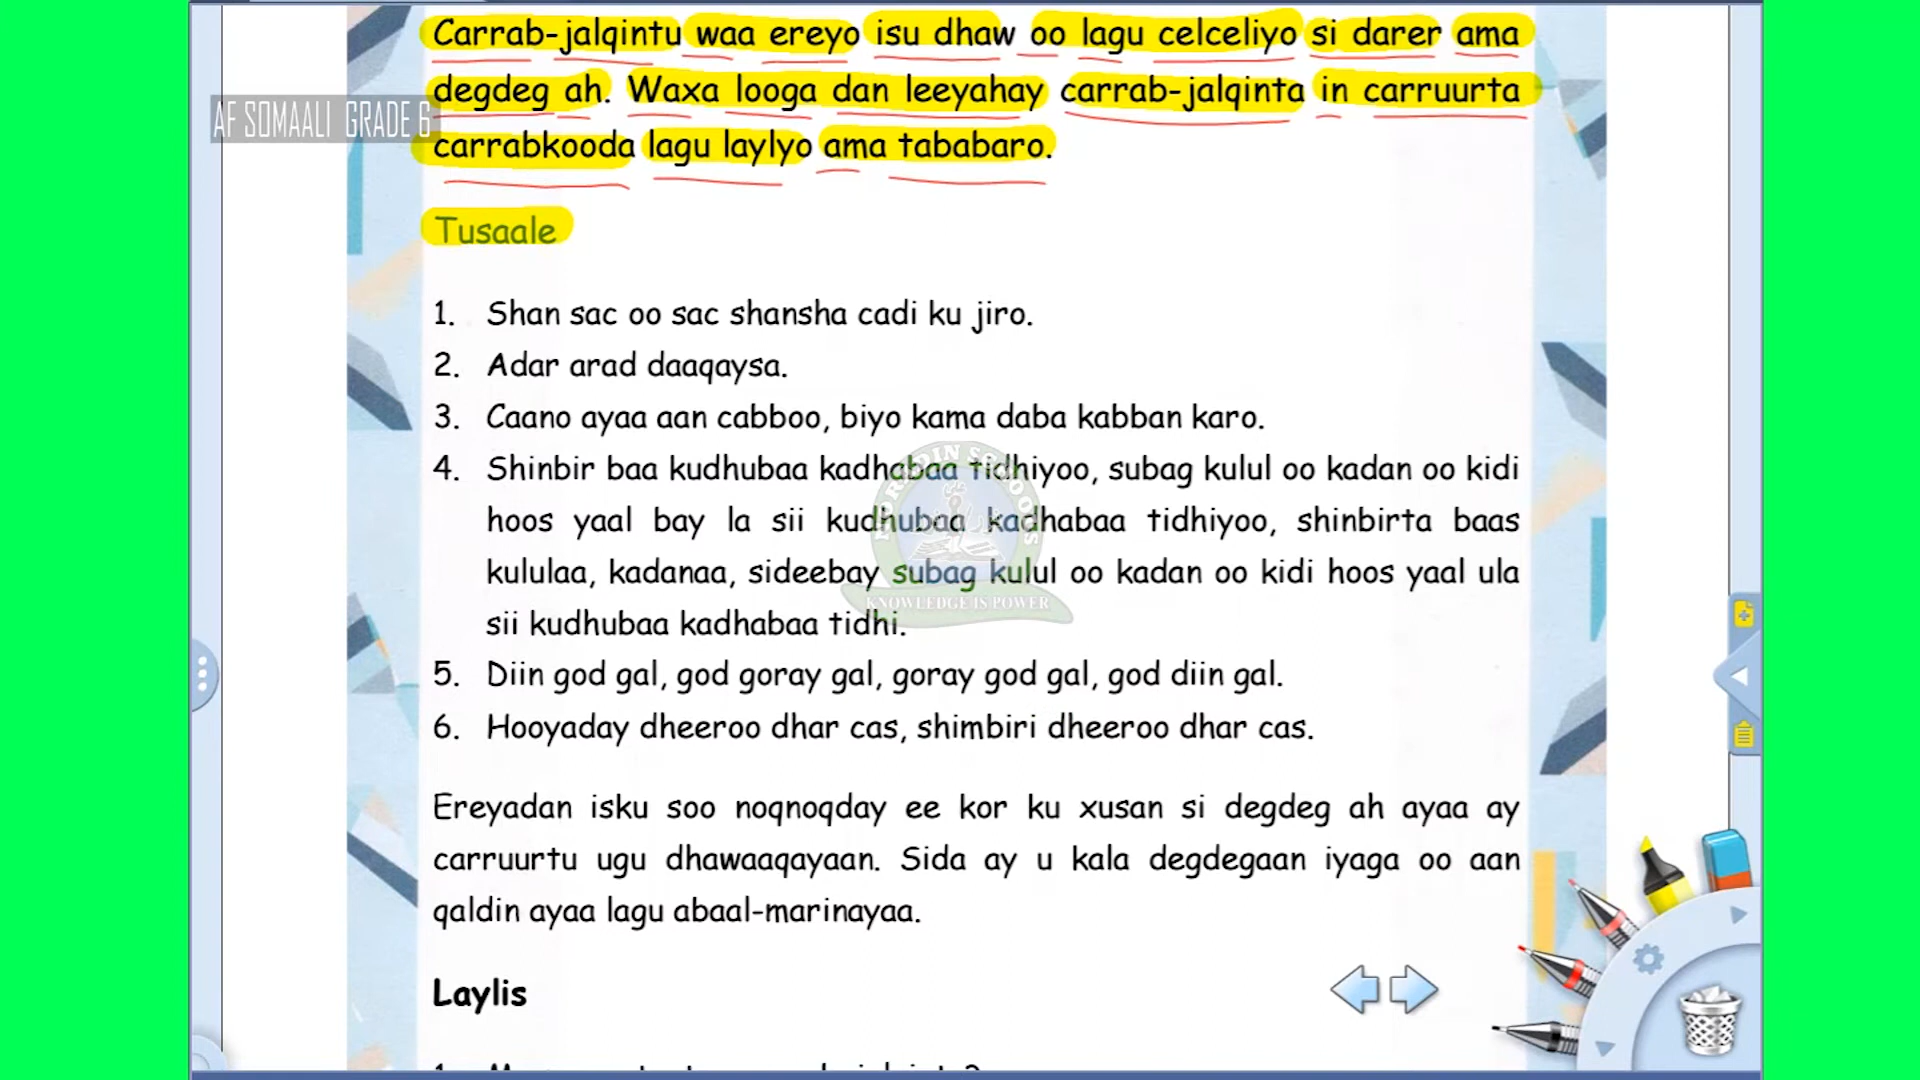 Carrab-jalqintu waa ereyo isu dhaw oo lagu celceliyo si darer ama
degdeg ah. Waxa looga dan leeyahay carrab-jalqinta in carruurta
AF SOMAALI GRADE 6
carrabkooda lagu laylyo ama tababaro.
Tusaale
1. Shan sac oo sac shansha cadi ku jiro.
2. Adar arad daaqaysa.
3. Caano ayaa aan cabboo, biyo kama daba kabban karo.
4. Shinbir baa kudhubaa kadhabaa tidhiyoo, subag kulul oo kadan oo kidi
hoos yaal bay la sii kudhubaa kadhabaa tidhiyoo, shinbirta baas
kululaa, kadanaa, sideebay subag kulul oo kadan oo kidi hoos yaal ula
sii kudhubaa kadhabaa tidhi.
NORADIN SCHOOLS
KNOWLEDGE IS POWER
5. Diin god gal, god goray gal, goray god gal, god diin gal.
6. Hooyaday dheeroo dhar cas, shimbiri dheeroo dhar cas.
Ereyadan isku soo noqnoqday ee kor ku xusan si degdeg ah ayaa ay
carruurtu ugu dhawaaqayaan. Sida ay u kala degdegaan iyaga oo aan
qaldin ayaa lagu abaal-marinayaa.
Laylis